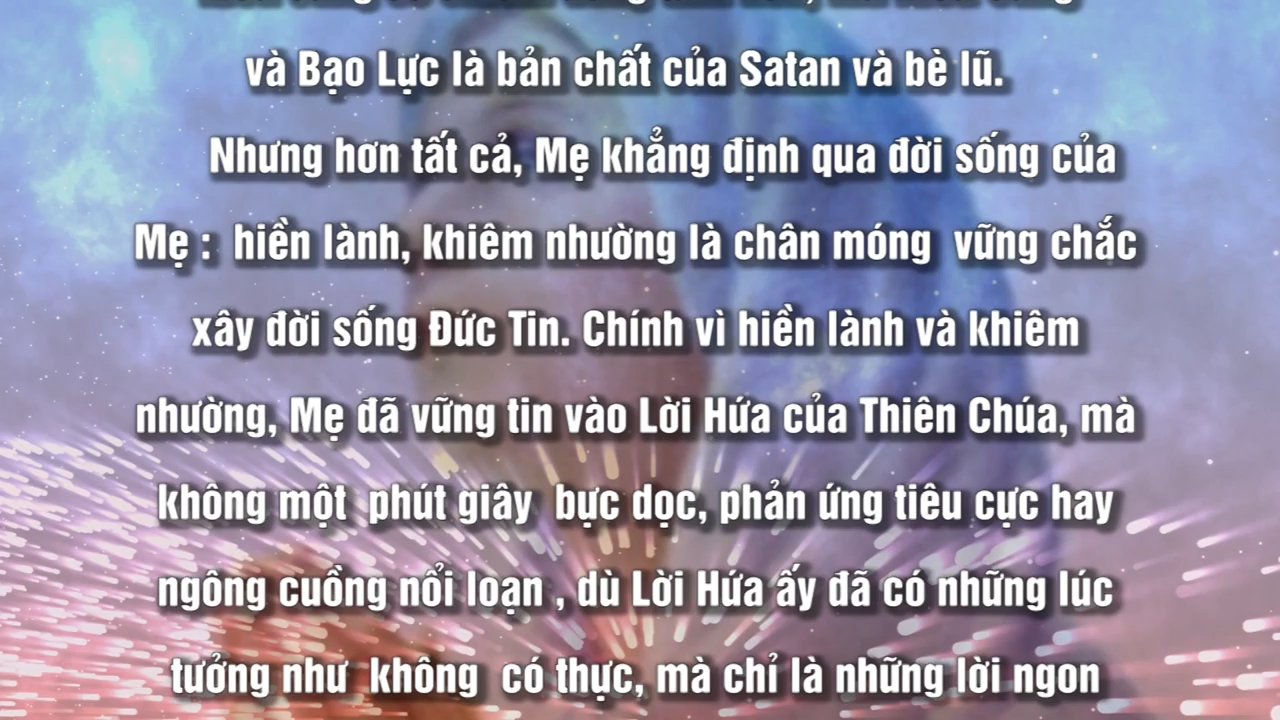 và Bạo Lực là bản chất của Satan và bè lũ.
Nhưng hơn tất cả, Mẹ khẳng định qua đời sống của
Mẹ : hiền lành, khiêm nhường là chân móng vững chắc
xây đời sống Đức Tin. Chính vì hiền lành và khiêm
nhường, Mẹ đã vững tin vào Lời Hứa của Thiên Chúa, mà
không một phút giây bực dọc, phản ứng tiêu cực hay
ngông cuồng nổi loạn , dù Lời Hứa ấy đã có những lúc
tưởng như không có thực, mà chỉ là những lời ngon